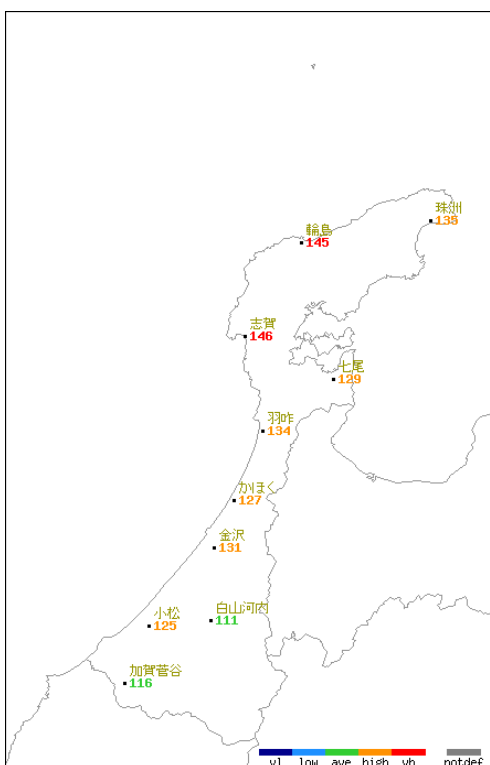 珠洲
135
輪島
145
志賀
146
七尾
129
羽咋
134
かほく
127
金沢
131
白山河内
111
小松
125
加賀菅谷
116
vl low ave high vh notdef